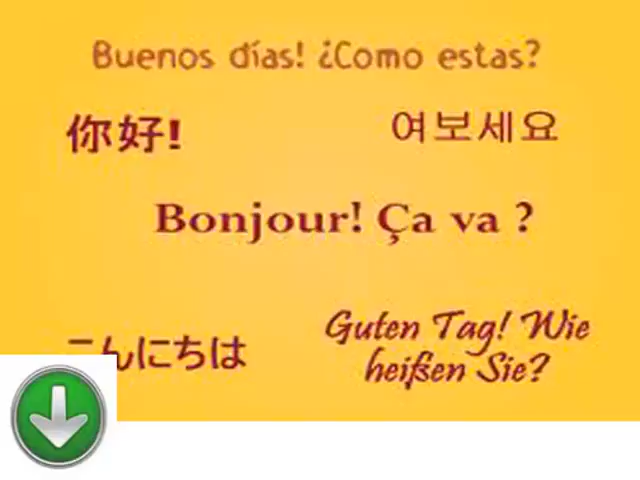 Buenos días! ¿Como estas?
你好!
여보세요
Bonjour! Ça va ?
こんにちは
Guten Tag! Wie
heißen Sie?